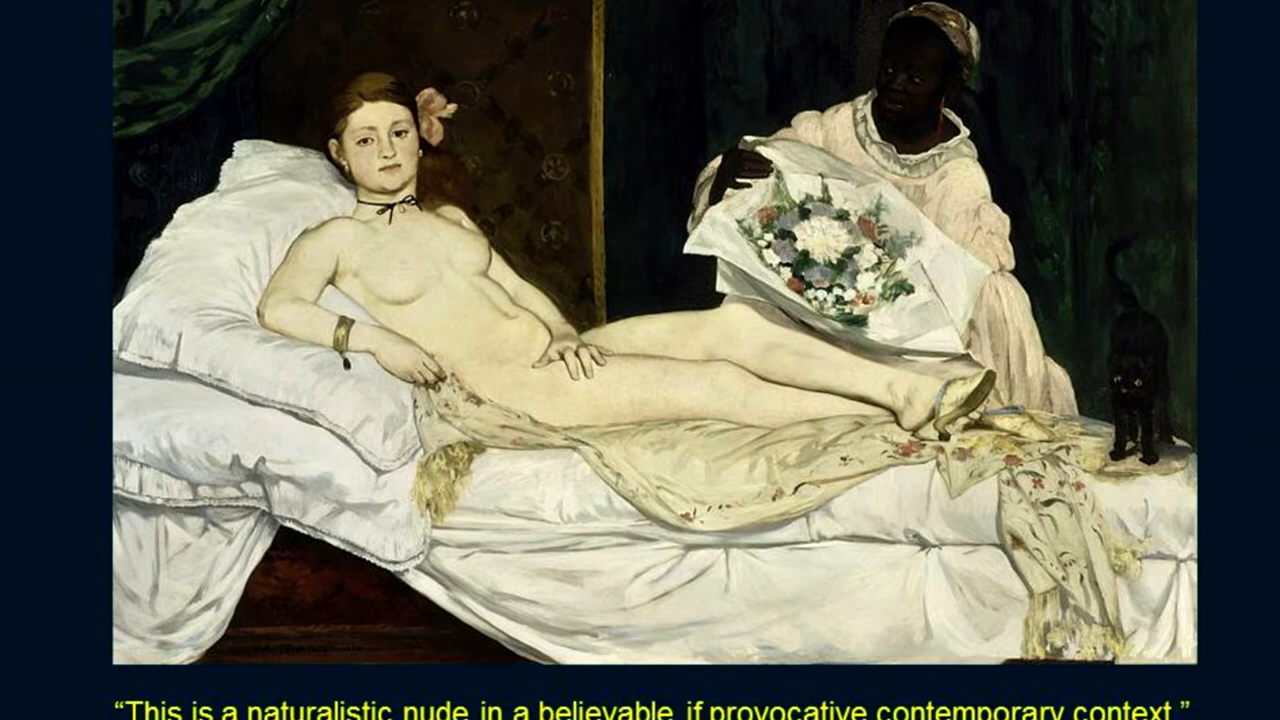 “This is a naturalistic nude in a believable, if provocative contemporary context.”